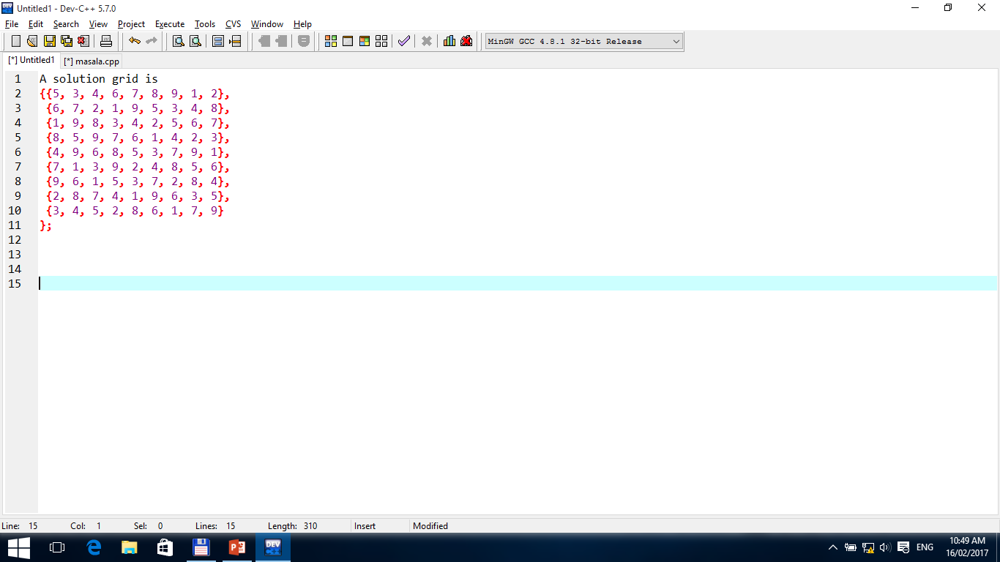 Untitled1 - Dev-C++ 5.7.0
File Edit Search View Project Execute Tools CVS Window Help
MinGW GCC 4.8.1 32-bit Release
[*] Untitled1 [*] masala.cpp
1 A solution grid is
2 {{5, 3, 4, 6, 7, 8, 9, 1, 2},
3 {6, 7, 2, 1, 9, 5, 3, 4, 8},
4 {1, 9, 8, 3, 4, 2, 5, 6, 7},
5 {8, 5, 9, 7, 6, 1, 4, 2, 3},
6 {4, 9, 6, 8, 5, 3, 7, 9, 1},
7 {7, 1, 3, 9, 2, 4, 8, 5, 6},
8 {9, 6, 1, 5, 3, 7, 2, 8, 4},
9 {2, 8, 7, 4, 1, 9, 6, 3, 5},
10 {3, 4, 5, 2, 8, 6, 1, 7, 9}
11 };
12
13
14
15
Line: 15 Col: 1 Sel: 0 Lines: 15 Length: 310 Insert Modified
DEV C++
ENG
10:49 AM
16/02/2017